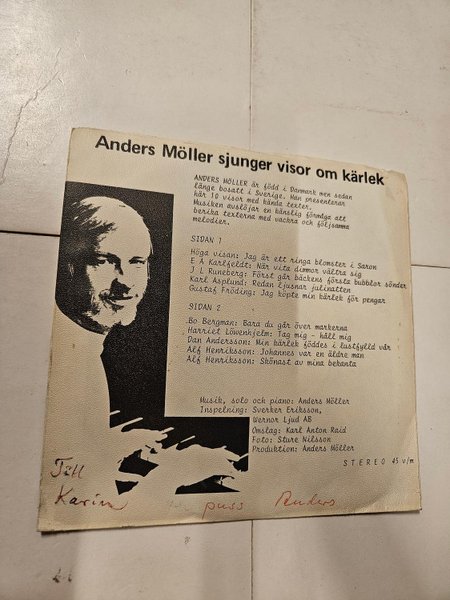 Anders Möller sjunger visor om kärlek
ANDERS MÖLLER är född i Danmark men sedan
länge bosatt i Sverige. Han presenterar
här 10 visor med kända texter.
Musiken avslöjar en känslig förmåga att
berika texterna med vackra och följsamma
melodier.
SIDAN 1
Höga visan: Jag är ett ringa blomster i Saron
E A Karlfeldt: När vita dimmor vältra sig
J L Runeberg: Först går bäckens första bubblor sönder
Karl Asplund: Redan ljusnar julinatten
Gustaf Fröding: Jag köpte min kärlek för pengar
SIDAN 2
Bo Bergman: Bara du går över markerna
Harriet Löwenhjelm: Tag mig - håll mig
Dan Andersson: Min kärlek föddes i lustfylld vår
Alf Henriksson: Johannes var en äldre man
Alf Henriksson: Skönast av mina bekanta
Musik, solo och piano: Anders Möller
Inspelning: Sverker Eriksson,
Wernor Ljud AB
Omslag: Karl Anton Raid
Foto: Sture Nilsson
Produktion: Anders Möller
STEREO 45 v/m
Till
Karin
puss Anders